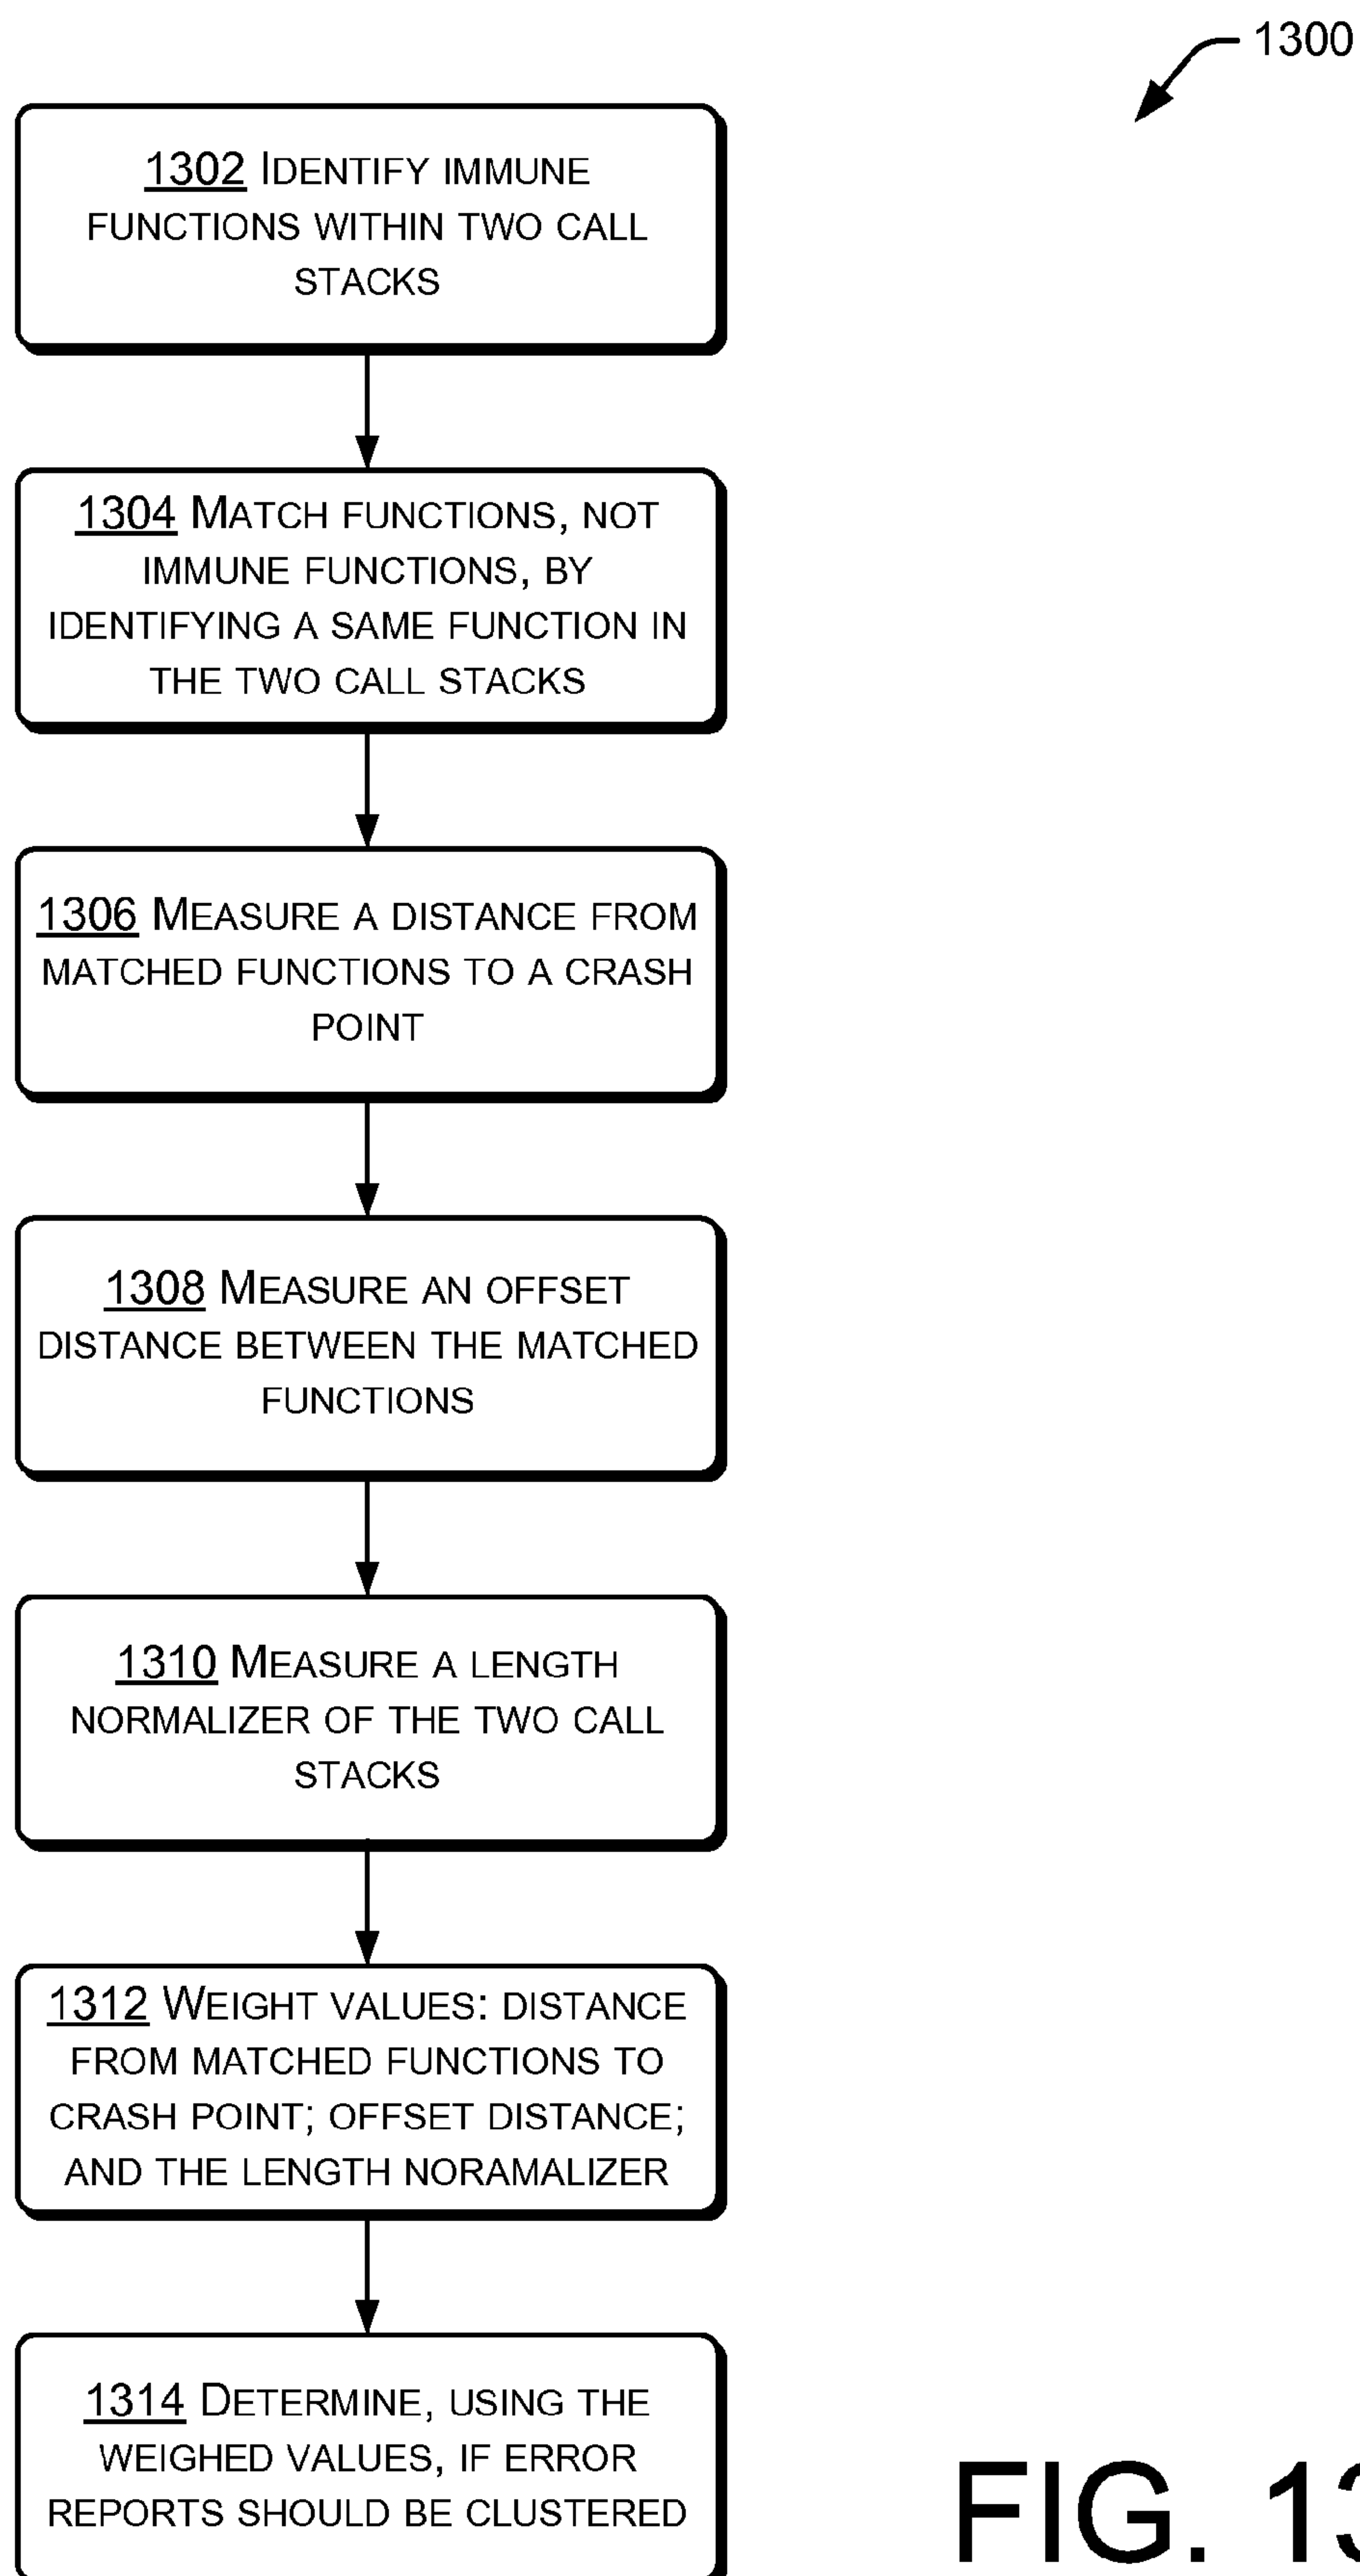 1300
1302 IDENTIFY IMMUNE
FUNCTIONS WITHIN TWO CALL
STACKS
1304 MATCH FUNCTIONS, NOT
IMMUNE FUNCTIONS, BY
IDENTIFYING A SAME FUNCTION IN
THE TWO CALL STACKS
1306 MEASURE A DISTANCE FROM
MATCHED FUNCTIONS TO A CRASH
POINT
1308 MEASURE AN OFFSET
DISTANCE BETWEEN THE MATCHED
FUNCTIONS
1310 MEASURE A LENGTH
NORMALIZER OF THE TWO CALL
STACKS
1312 WEIGHT VALUES: DISTANCE
FROM MATCHED FUNCTIONS TO
CRASH POINT; OFFSET DISTANCE;
AND THE LENGTH NORAMALIZER
1314 DETERMINE, USING THE
WEIGHED VALUES, IF ERROR
REPORTS SHOULD BE CLUSTERED
FIG. 13